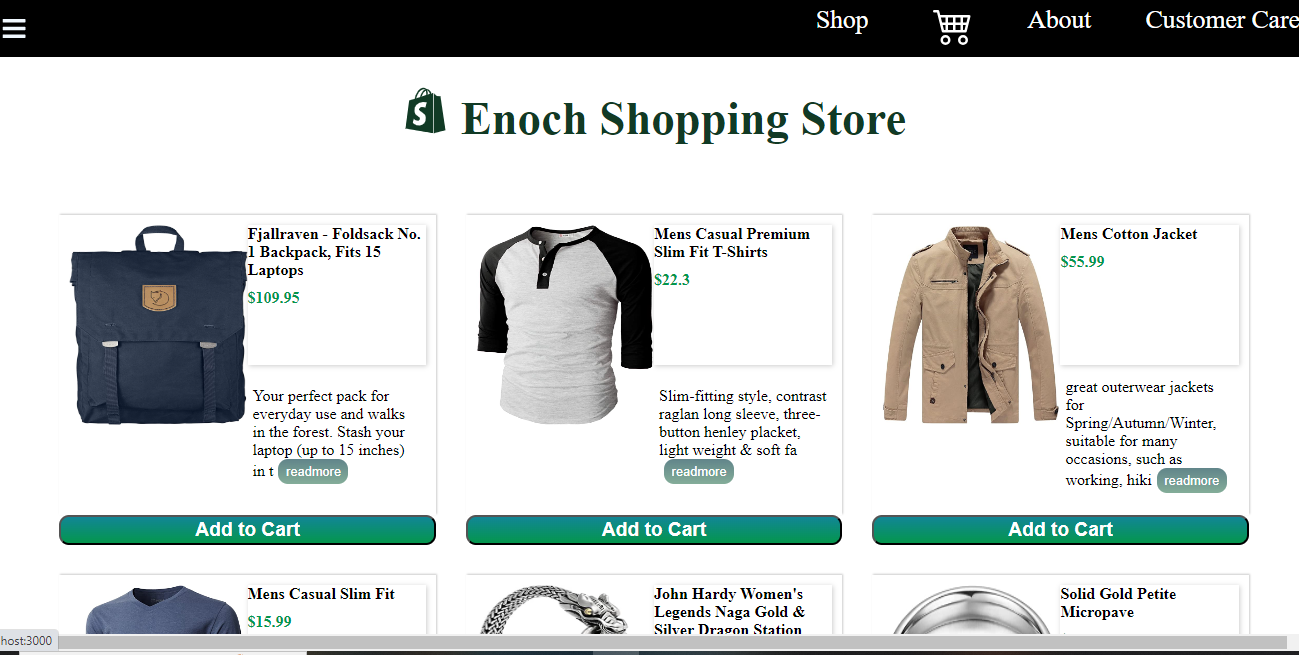 Shop
About
Customer Care
S
Enoch Shopping Store
Fjallraven - Foldsack No.
1 Backpack, Fits 15
Laptops
$109.95
Your perfect pack for
everyday use and walks
in the forest. Stash your
laptop (up to 15 inches)
in t readmore
Add to Cart
Mens Casual Premium
Slim Fit T-Shirts
$22.3
Slim-fitting style, contrast
raglan long sleeve, three-
button henley placket,
light weight & soft fa
readmore
Add to Cart
Mens Cotton Jacket
$55.99
great outerwear jackets
for
Spring/Autumn/Winter,
suitable for many
occasions, such as
working, hiki readmore
Add to Cart
Mens Casual Slim Fit
$15.99
John Hardy Women's
Legends Naga Gold &
Silver Dragon Station
Solid Gold Petite
Micropave
host:3000